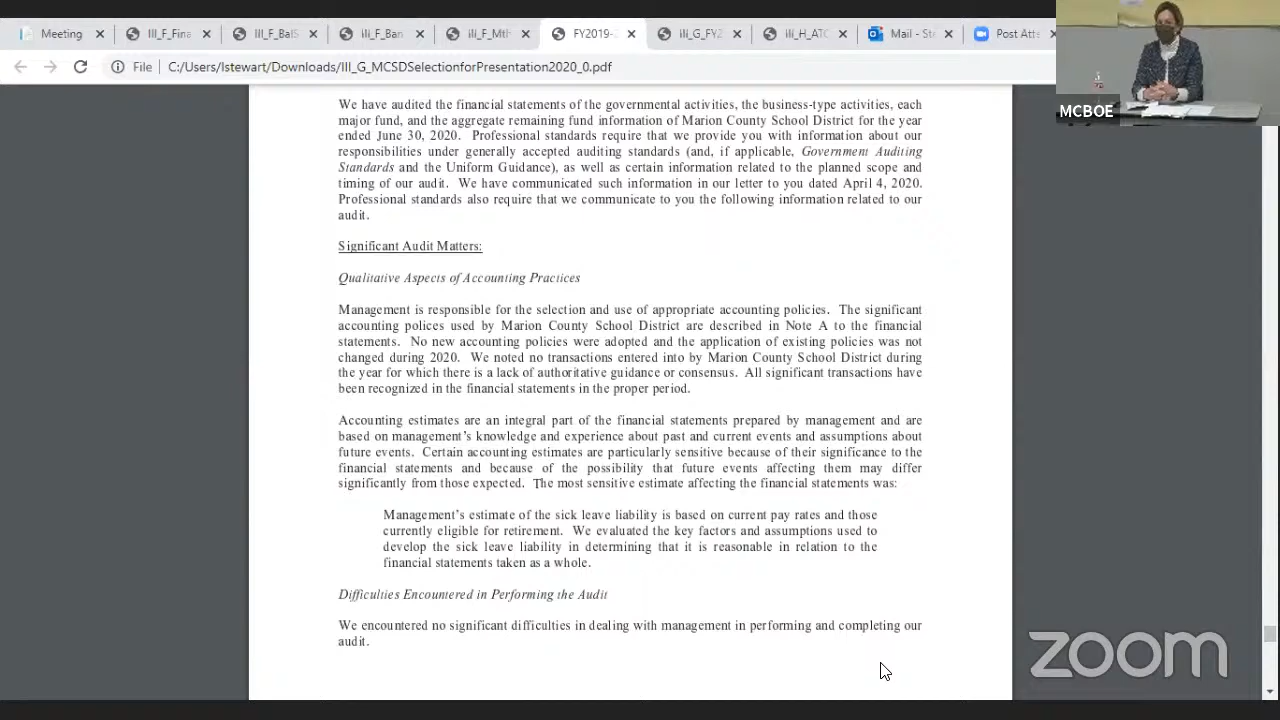 Meeting
III_F_Fina
III_F_BalS
III_F_Ban
iii_F_Mth
FY2019-2
iii_G_FY2
iii_H_ATC
Mail - Ste
Post Atte
File
C:/Users/lstewart/Downloads/III_G_MCSDSelectionforPresentation2020_0.pdf
MCBOE
We have audited the financial statements of the governmental activities, the business-type activities, each
major fund, and the aggregate remaining fund information of Marion County School District for the year
ended June 30, 2020. Professional standards require that we provide you with information about our
responsibilities under generally accepted auditing standards (and, if applicable, Government Auditing
Standards and the Uniform Guidance), as well as certain information related to the planned scope and
timing of our audit. We have communicated such information in our letter to you dated April 4, 2020.
Professional standards also require that we communicate to you the following information related to our
audit.
Significant Audit Matters:
Qualitative Aspects of Accounting Practices
Management is responsible for the selection and use of appropriate accounting policies. The significant
accounting polices used by Marion County School District are described in Note A to the financial
statements. No new accounting policies were adopted and the application of existing policies was not
changed during 2020. We noted no transactions entered into by Marion County School District during
the year for which there is a lack of authoritative guidance or consensus. All significant transactions have
been recognized in the financial statements in the proper period.
Accounting estimates are an integral part of the financial statements prepared by management and are
based on management's knowledge and experience about past and current events and assumptions about
future events. Certain accounting estimates are particularly sensitive because of their significance to the
financial statements and because of the possibility that future events affecting them may differ
significantly from those expected. The most sensitive estimate affecting the financial statements was:
Management's estimate of the sick leave liability is based on current pay rates and those
currently eligible for retirement. We evaluated the key factors and assumptions used to
develop the sick leave liability in determining that it is reasonable in relation to the
financial statements taken as a whole.
Difficulties Encountered in Performing the Audit
We encountered no significant difficulties in dealing with management in performing and completing our
audit.
zoom